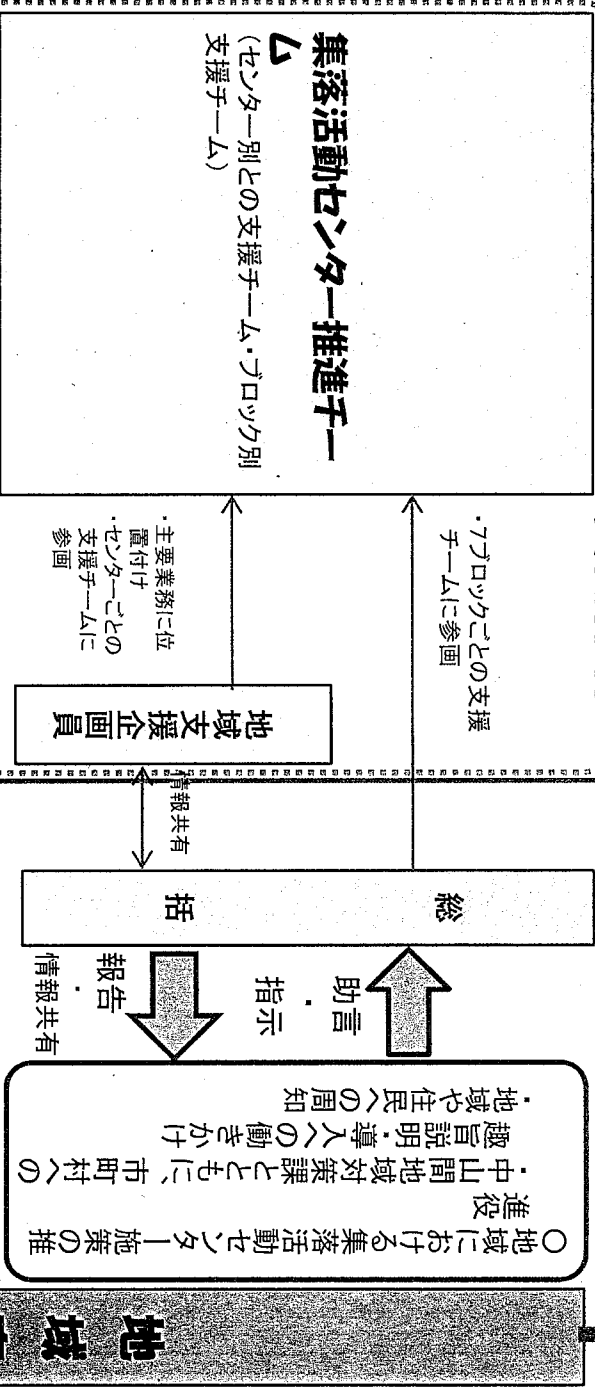 集落活動センター推進チー
ム
(センター別との支援チーム・ブロック別
支援チーム)
・7ブロックごとの支援
チームに参画
・主要業務に位
置付け
・センターごとの
支援チームに
参画
地域支援企画員
情報共有
総
括
助言
・
指示
報告
・
情報共有
○地域における集落活動センター施策の推
進役
・中山間地域対策課とともに、市町村への
趣旨説明・導入への働きかけ
・地域や住民への周知
地域